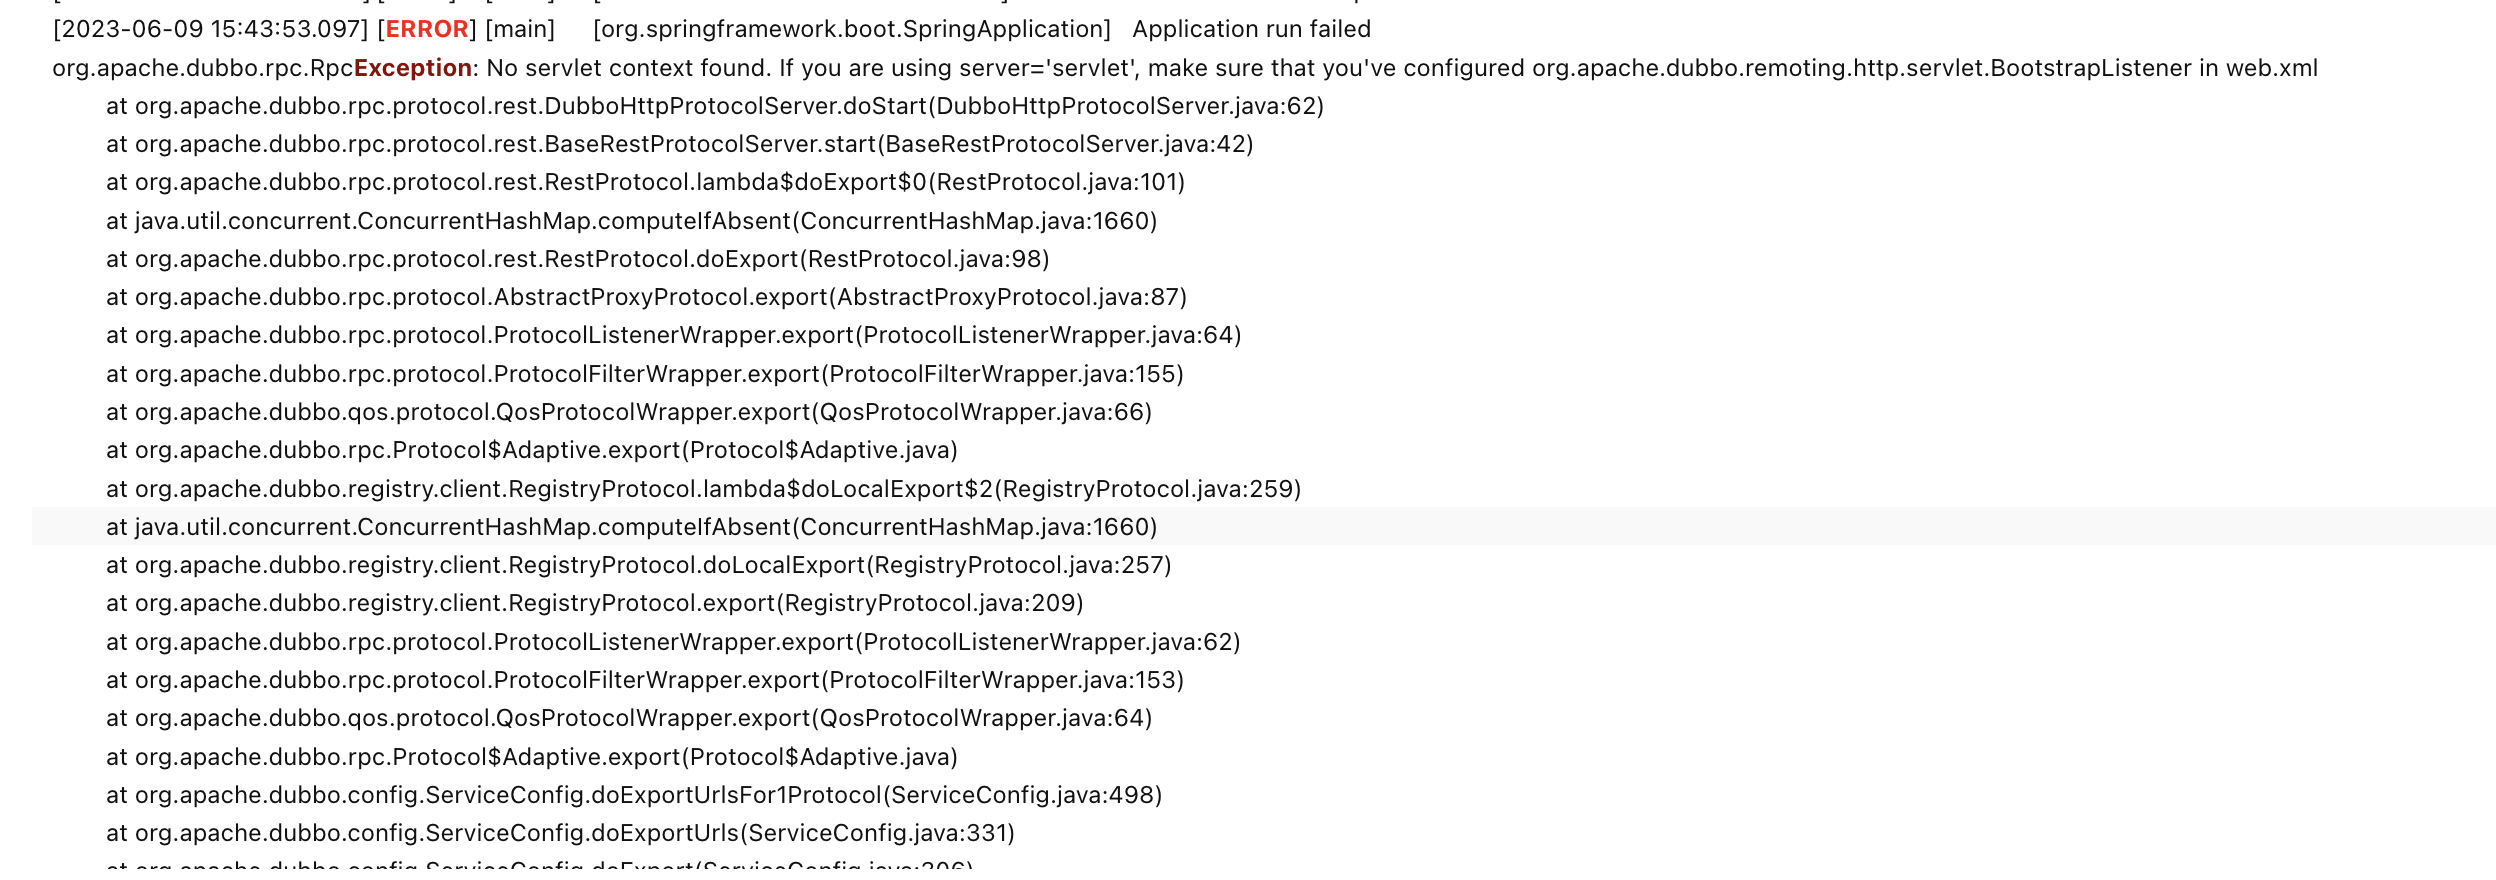 [2023-06-09 15:43:53.097] [ERROR] [main] [org.springframework.boot.SpringApplication] Application run failed
org.apache.dubbo.rpc.RpcException: No servlet context found. If you are using server='servlet', make sure that you've configured org.apache.dubbo.remoting.http.servlet.BootstrapListener in web.xml
at org.apache.dubbo.rpc.protocol.rest.DubboHttpProtocolServer.doStart(DubboHttpProtocolServer.java:62)
at org.apache.dubbo.rpc.protocol.rest.BaseRestProtocolServer.start(BaseRestProtocolServer.java:42)
at org.apache.dubbo.rpc.protocol.rest.RestProtocol.lambda$doExport$0(RestProtocol.java:101)
at java.util.concurrent.ConcurrentHashMap.computeIfAbsent(ConcurrentHashMap.java:1660)
at org.apache.dubbo.rpc.protocol.rest.RestProtocol.doExport(RestProtocol.java:98)
at org.apache.dubbo.rpc.protocol.AbstractProxyProtocol.export(AbstractProxyProtocol.java:87)
at org.apache.dubbo.rpc.protocol.ProtocolListenerWrapper.export(ProtocolListenerWrapper.java:64)
at org.apache.dubbo.rpc.protocol.ProtocolFilterWrapper.export(ProtocolFilterWrapper.java:155)
at org.apache.dubbo.qos.protocol.QosProtocolWrapper.export(QosProtocolWrapper.java:66)
at org.apache.dubbo.rpc.Protocol$Adaptive.export(Protocol$Adaptive.java)
at org.apache.dubbo.registry.client.RegistryProtocol.lambda$doLocalExport$2(RegistryProtocol.java:259)
at java.util.concurrent.ConcurrentHashMap.computeIfAbsent(ConcurrentHashMap.java:1660)
at org.apache.dubbo.registry.client.RegistryProtocol.doLocalExport(RegistryProtocol.java:257)
at org.apache.dubbo.registry.client.RegistryProtocol.export(RegistryProtocol.java:209)
at org.apache.dubbo.rpc.protocol.ProtocolListenerWrapper.export(ProtocolListenerWrapper.java:62)
at org.apache.dubbo.rpc.protocol.ProtocolFilterWrapper.export(ProtocolFilterWrapper.java:153)
at org.apache.dubbo.qos.protocol.QosProtocolWrapper.export(QosProtocolWrapper.java:64)
at org.apache.dubbo.rpc.Protocol$Adaptive.export(Protocol$Adaptive.java)
at org.apache.dubbo.config.ServiceConfig.doExportUrlsFor1Protocol(ServiceConfig.java:498)
at org.apache.dubbo.config.ServiceConfig.doExportUrls(ServiceConfig.java:331)
at org.apache.dubbo.config.ServiceConfig.doExport(ServiceConfig.java:306)